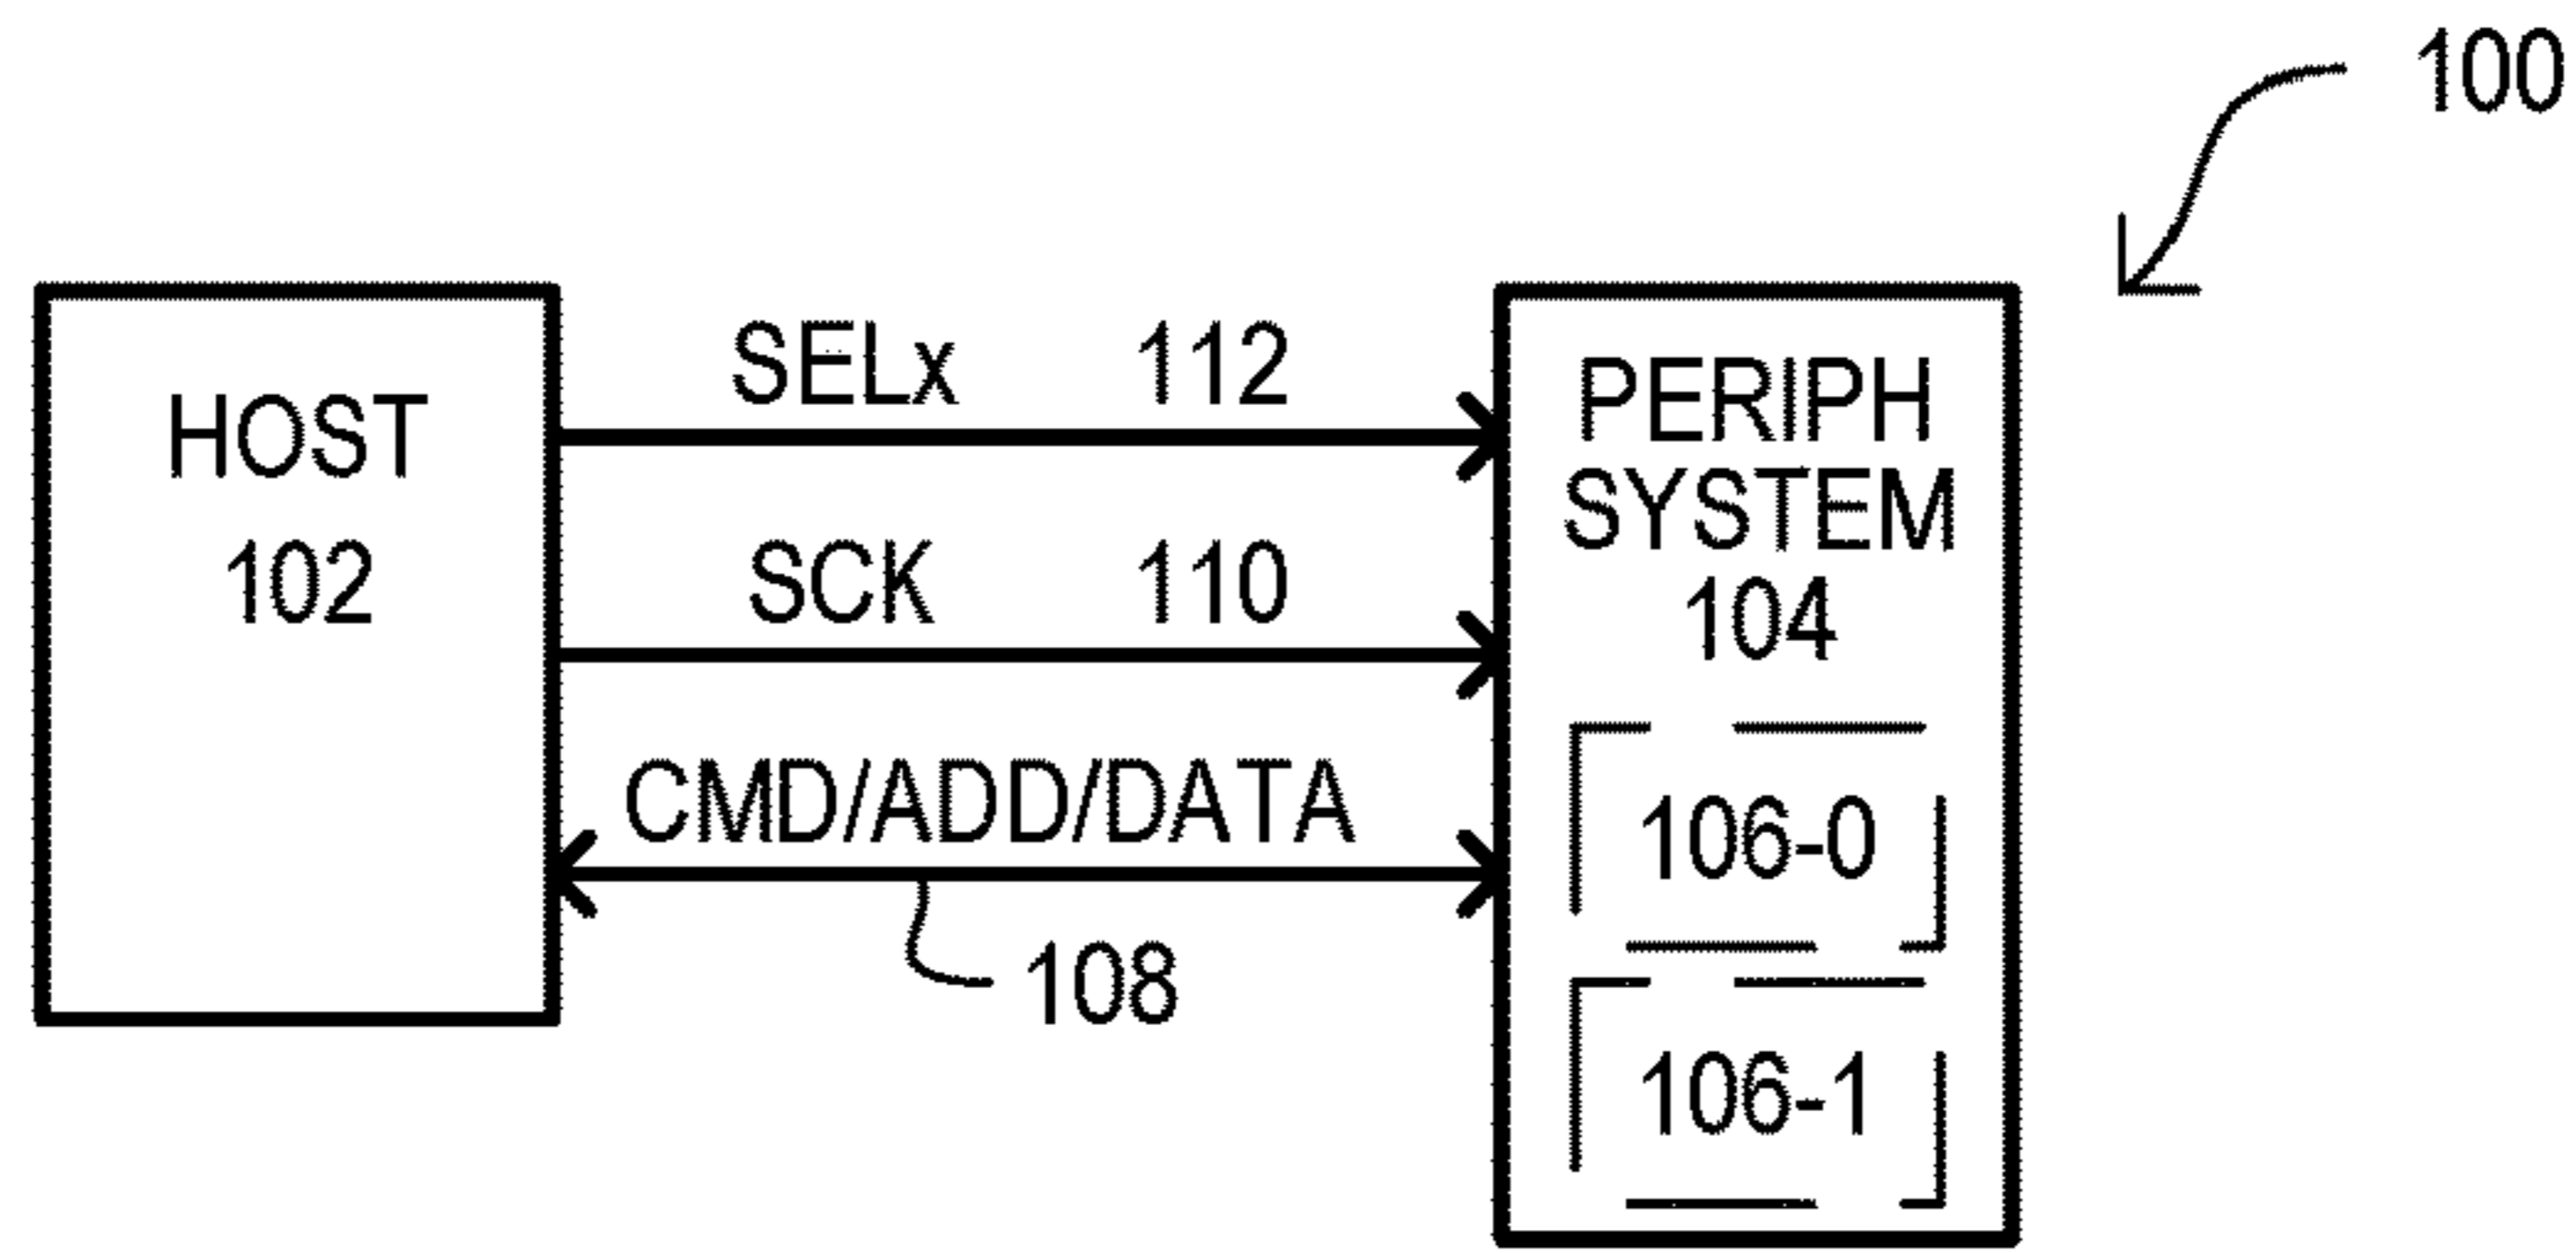 100
HOST
102
SELx 112
SCK 110
CMD/ADD/DATA
108
PERIPH
SYSTEM
104
106-0
106-1